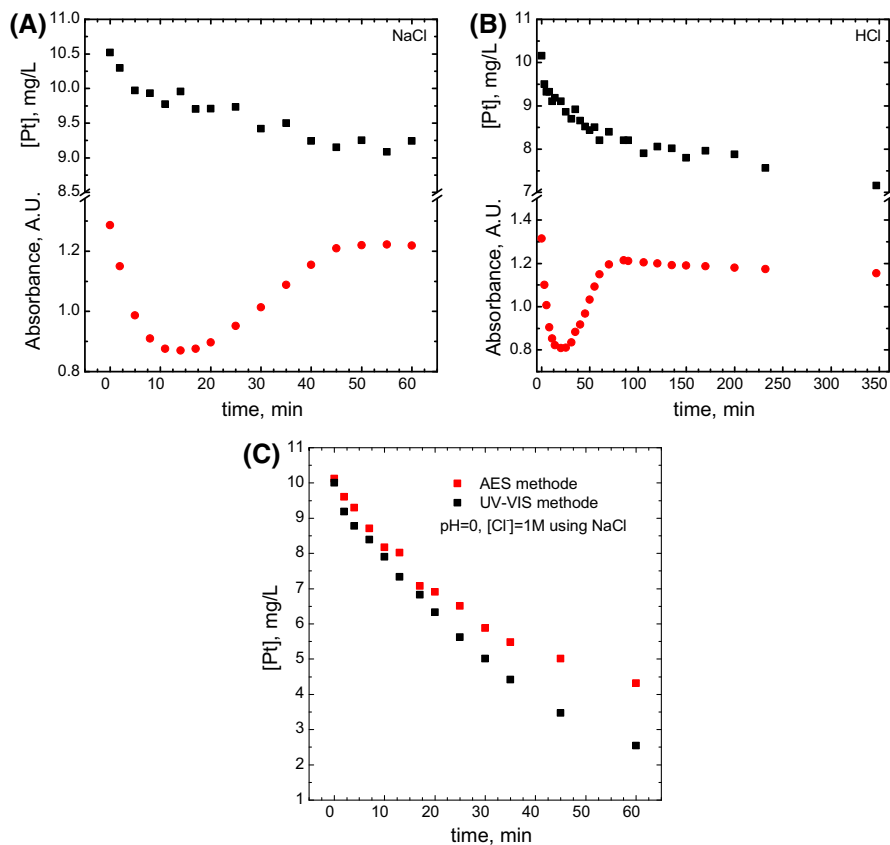 (A)
NaCl
[Pt], mg/L
11.0
10.5
10.0
9.5
9.0
8.5
Absorbance, A.U.
1.2
1.0
0.8
0 10 20 30 40 50 60
time, min
(B)
HCl
[Pt], mg/L
11
10
9
8
7
Absorbance, A.U.
1.4
1.2
1.0
0.8
0 50 100 150 200 250 300 350
time, min
(C)
AES methode
UV-VIS methode
pH=0, [Cl⁻]=1M using NaCl
[Pt], mg/L
11
10
9
8
7
6
5
4
3
2
1
0 10 20 30 40 50 60
time, min